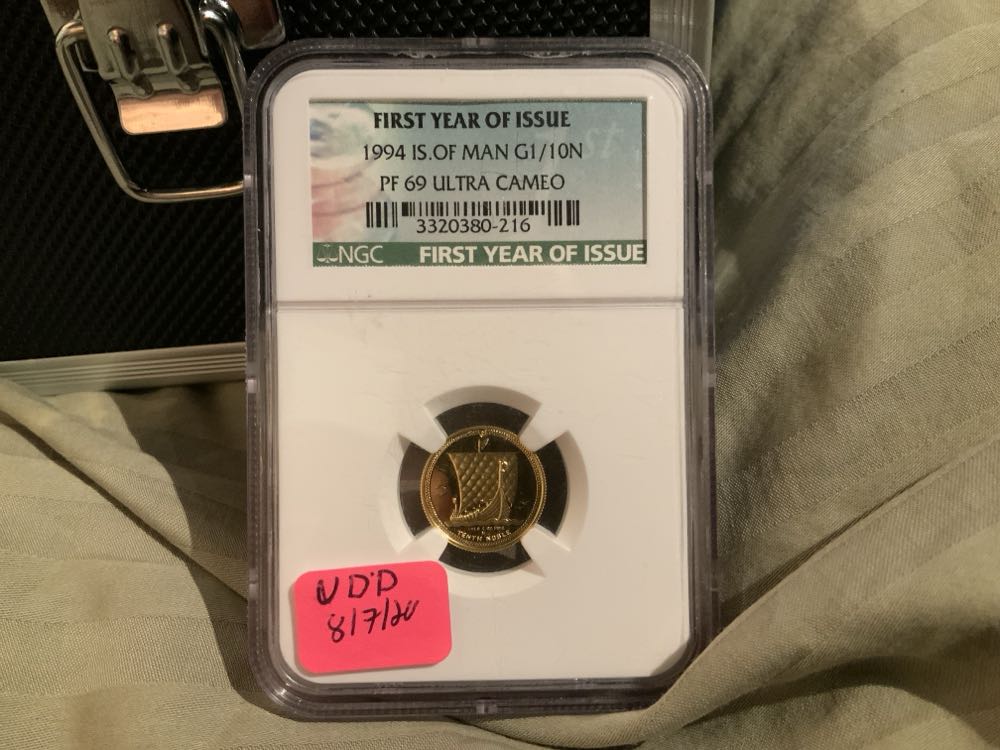 FIRST YEAR OF ISSUE
1994 IS.OF MAN G1/10N
PF 69 ULTRA CAMEO
3320380-216
NGC FIRST YEAR OF ISSUE
TENTH NOBLE
VDD
8/7/20